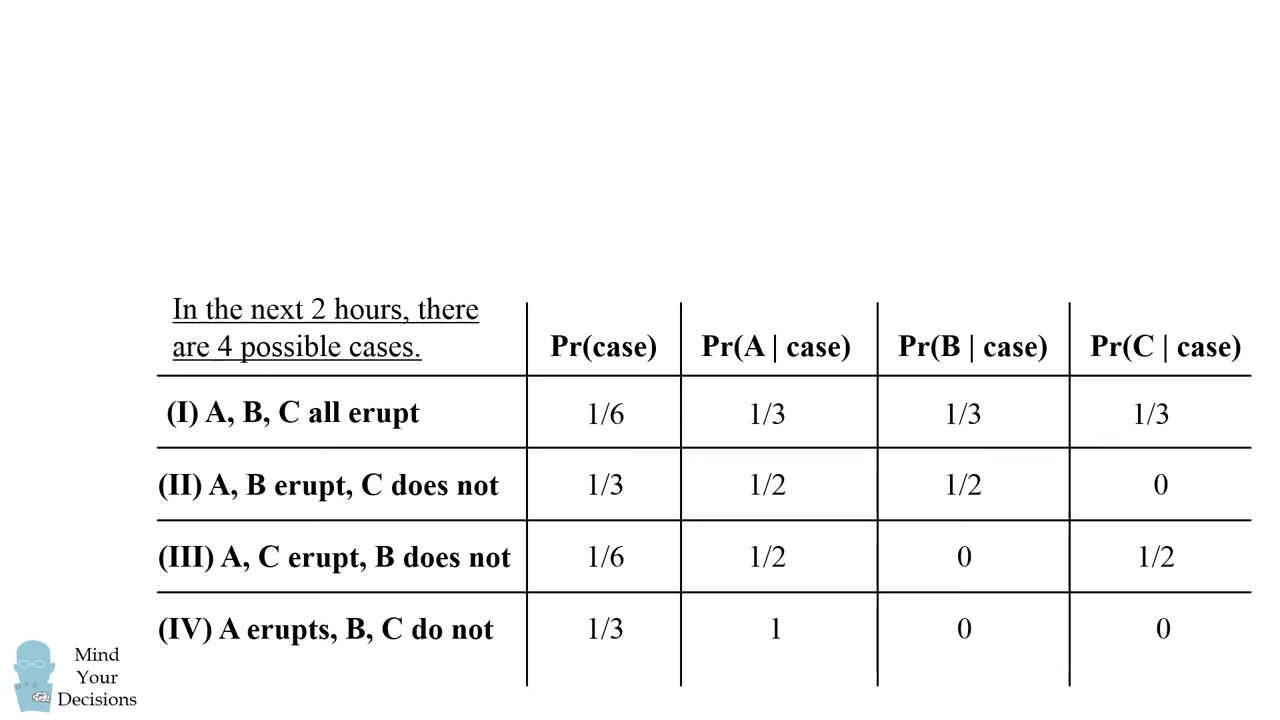 In the next 2 hours, there
are 4 possible cases.
Pr(case) Pr(A | case) Pr(B | case) Pr(C | case)
(I) A, B, C all erupt 1/6 1/3 1/3 1/3
(II) A, B erupt, C does not 1/3 1/2 1/2 0
(III) A, C erupt, B does not 1/6 1/2 0 1/2
(IV) A erupts, B, C do not 1/3 1 0 0
Mind
Your
Decisions